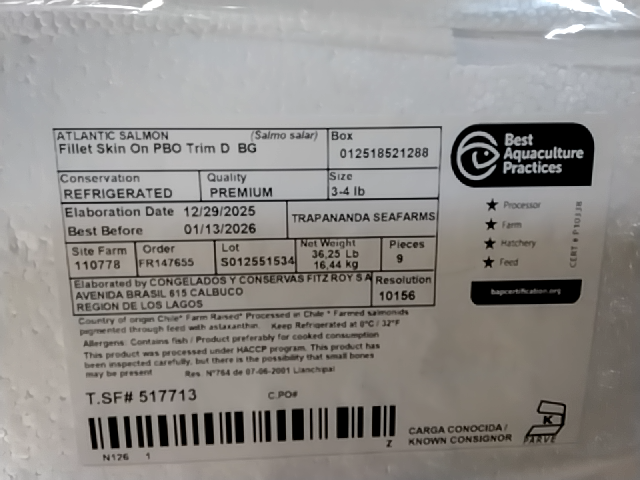 ATLANTIC SALMON (Salmo salar)
Fillet Skin On PBO Trim D BG
Box
012518521288
Conservation
REFRIGERATED
Quality
PREMIUM
Size
3-4 lb
Elaboration Date 12/29/2025
Best Before 01/13/2026
TRAPANANDA SEAFARMS
Site Farm
110778
Order
FR147655
Lot
S012551534
Net Weight
36,25 Lb
16,44 kg
Pieces
9
Elaborated by CONGELADOS Y CONSERVAS FITZ ROY S.A
AVENIDA BRASIL 615 CALBUCO
REGION DE LOS LAGOS
Resolution
10156
Country of origin Chile* Farm Raised* Processed in Chile * Farmed salmonids
pigmented through feed with astaxanthin. Keep Refrigerated at 0°C / 32°F
Allergens: Contains fish / Product preferably for cooked consumption
This product was processed under HACCP program. This product has
been inspected carefully, but there is the possibility that small bones
may be present Res. N°764 de 07-06-2001 Llanchipal
T.SF# 517713 C.PO#
N126 1
Z
CARGA CONOCIDA /
KNOWN CONSIGNOR
K
PARVE
Best
Aquaculture
Practices
Processor
Farm
Hatchery
Feed
bapcertification.org